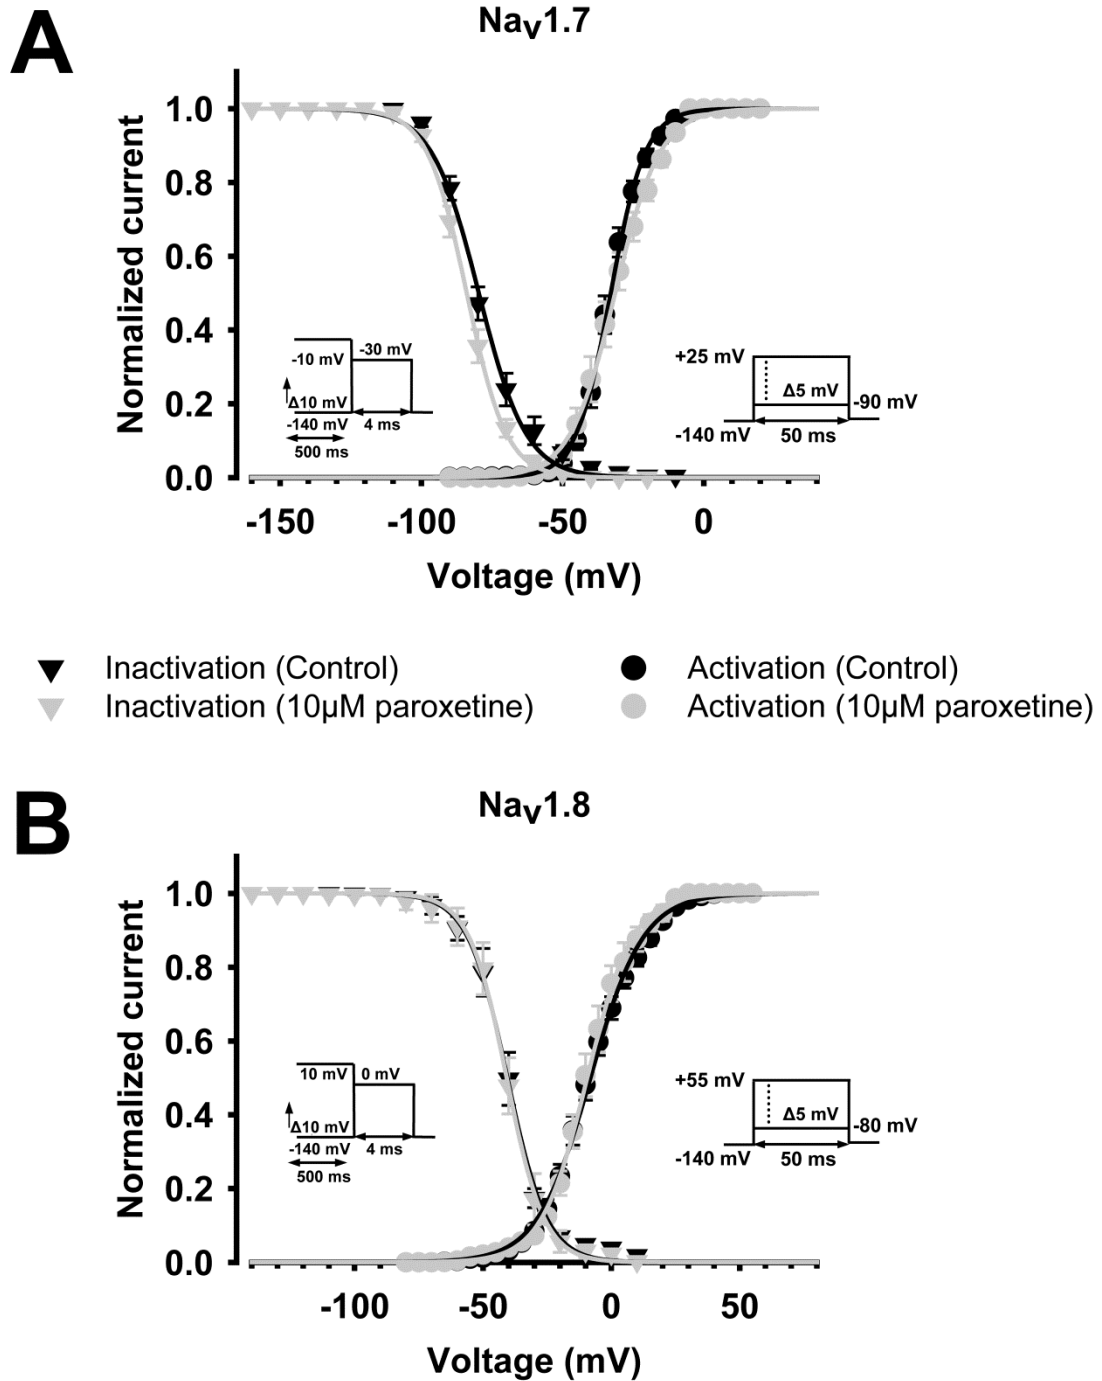 A
Nav1.7
Normalized current
1.0
0.8
0.6
0.4
0.2
0.0
-150 -100 -50 0
Voltage (mV)
-10 mV
-30 mV
Δ10 mV
-140 mV
4 ms
500 ms
+25 mV
Δ5 mV
-90 mV
-140 mV
50 ms
Inactivation (Control)
Inactivation (10µM paroxetine)
Activation (Control)
Activation (10µM paroxetine)
B
Nav1.8
Normalized current
1.0
0.8
0.6
0.4
0.2
0.0
-100 -50 0 50
Voltage (mV)
10 mV
0 mV
Δ10 mV
-140 mV
4 ms
500 ms
+55 mV
Δ5 mV
-80 mV
-140 mV
50 ms